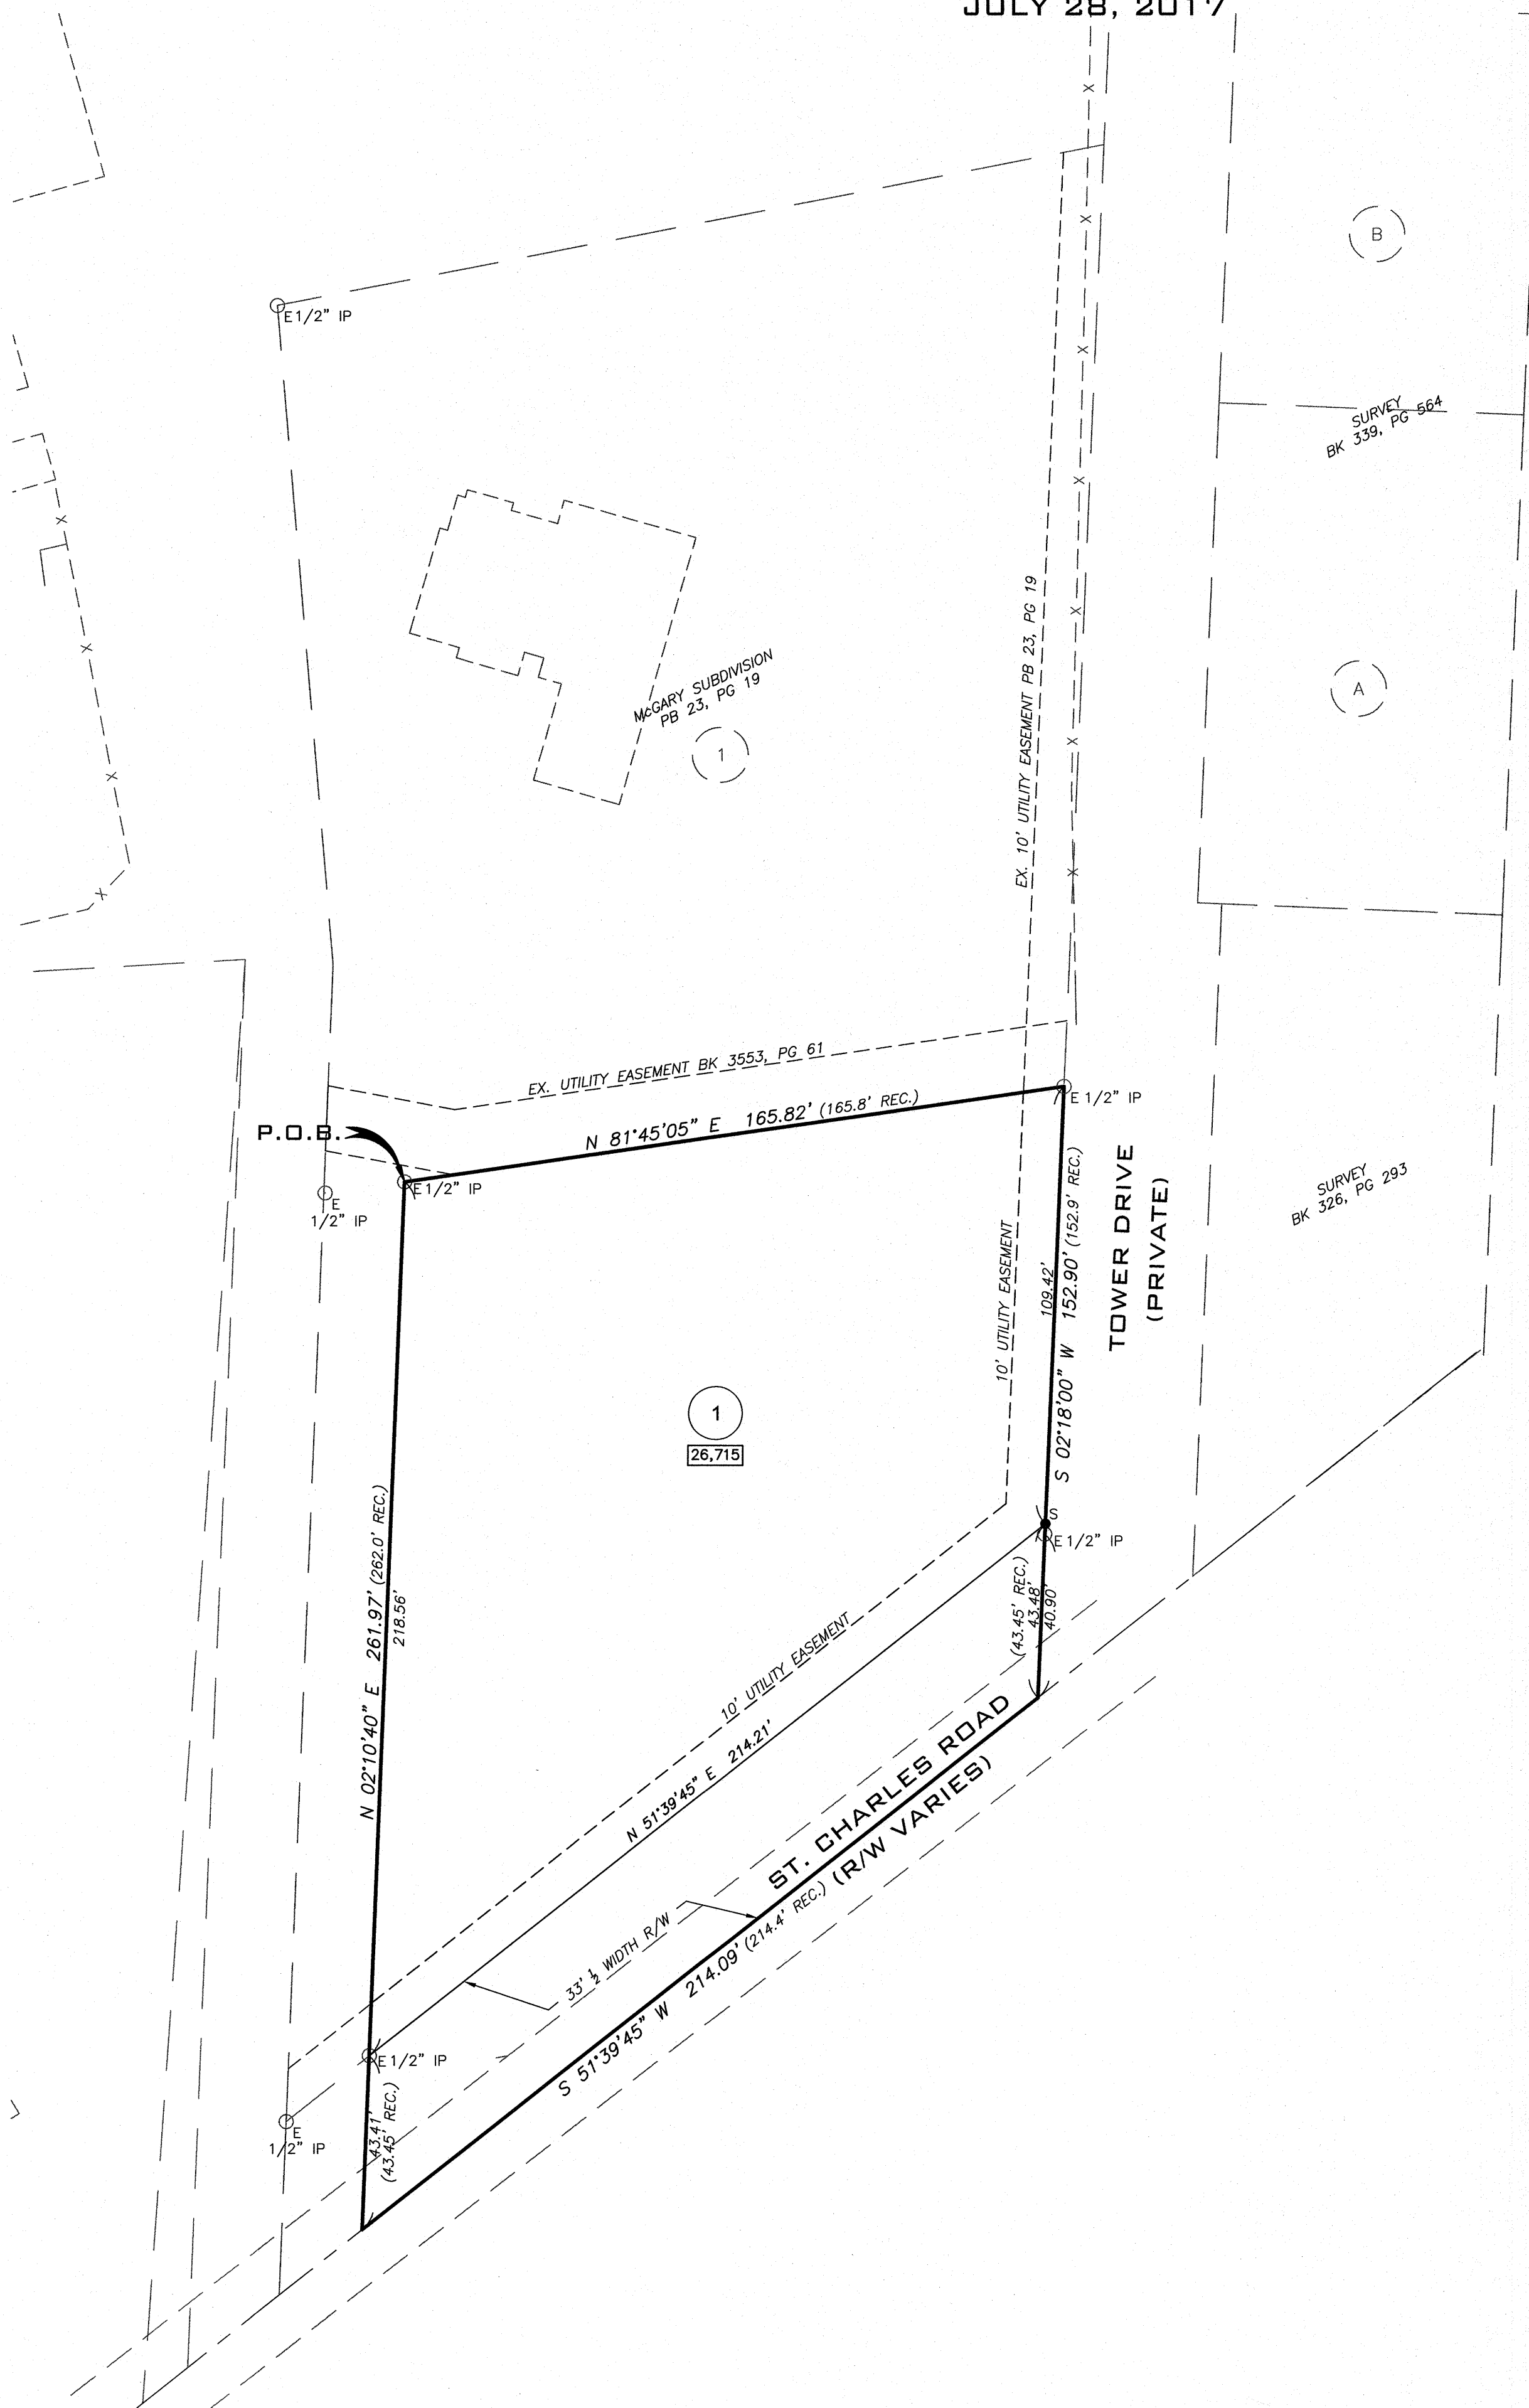 JULY 28, 2017
B
E 1/2" IP
SURVEY
BK 339, PG 564
EX. 10' UTILITY EASEMENT PB 23, PG 19
McGARY SUBDIVISION
PB 23, PG 19
1
A
EX. UTILITY EASEMENT BK 3553, PG 61
N 81°45'05" E 165.82' (165.8' REC.)
E 1/2" IP
P.O.B.
E 1/2" IP
E
1/2" IP
TOWER DRIVE
(PRIVATE)
SURVEY
BK 326, PG 293
10' UTILITY EASEMENT
109.42'
S 02°18'00" W 152.90' (152.9' REC.)
1
26,715
S
E 1/2" IP
N 02°10'40" E 261.97' (262.0' REC.)
218.56'
(43.45' REC.)
43.48'
40.90'
10' UTILITY EASEMENT
N 51°39'45" E 214.21'
ST. CHARLES ROAD
(R/W VARIES)
33' ½ WIDTH R/W
S 51°39'45" W 214.09' (214.4' REC.)
E 1/2" IP
E
1/2" IP
43.41'
(43.45' REC.)
X
X
X
X
X
X
X
X
X
X
X
X